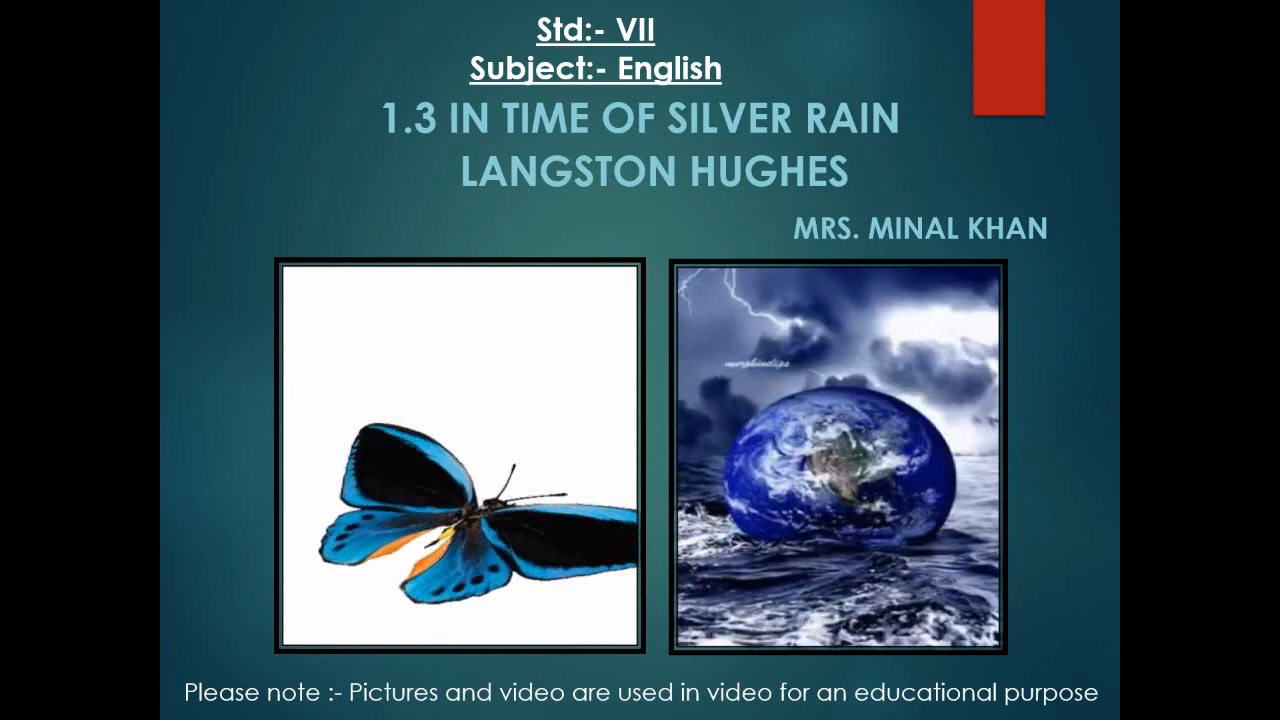 Std:- VII
Subject:- English
1.3 IN TIME OF SILVER RAIN
LANGSTON HUGHES
MRS. MINAL KHAN
Please note :- Pictures and video are used in video for an educational purpose